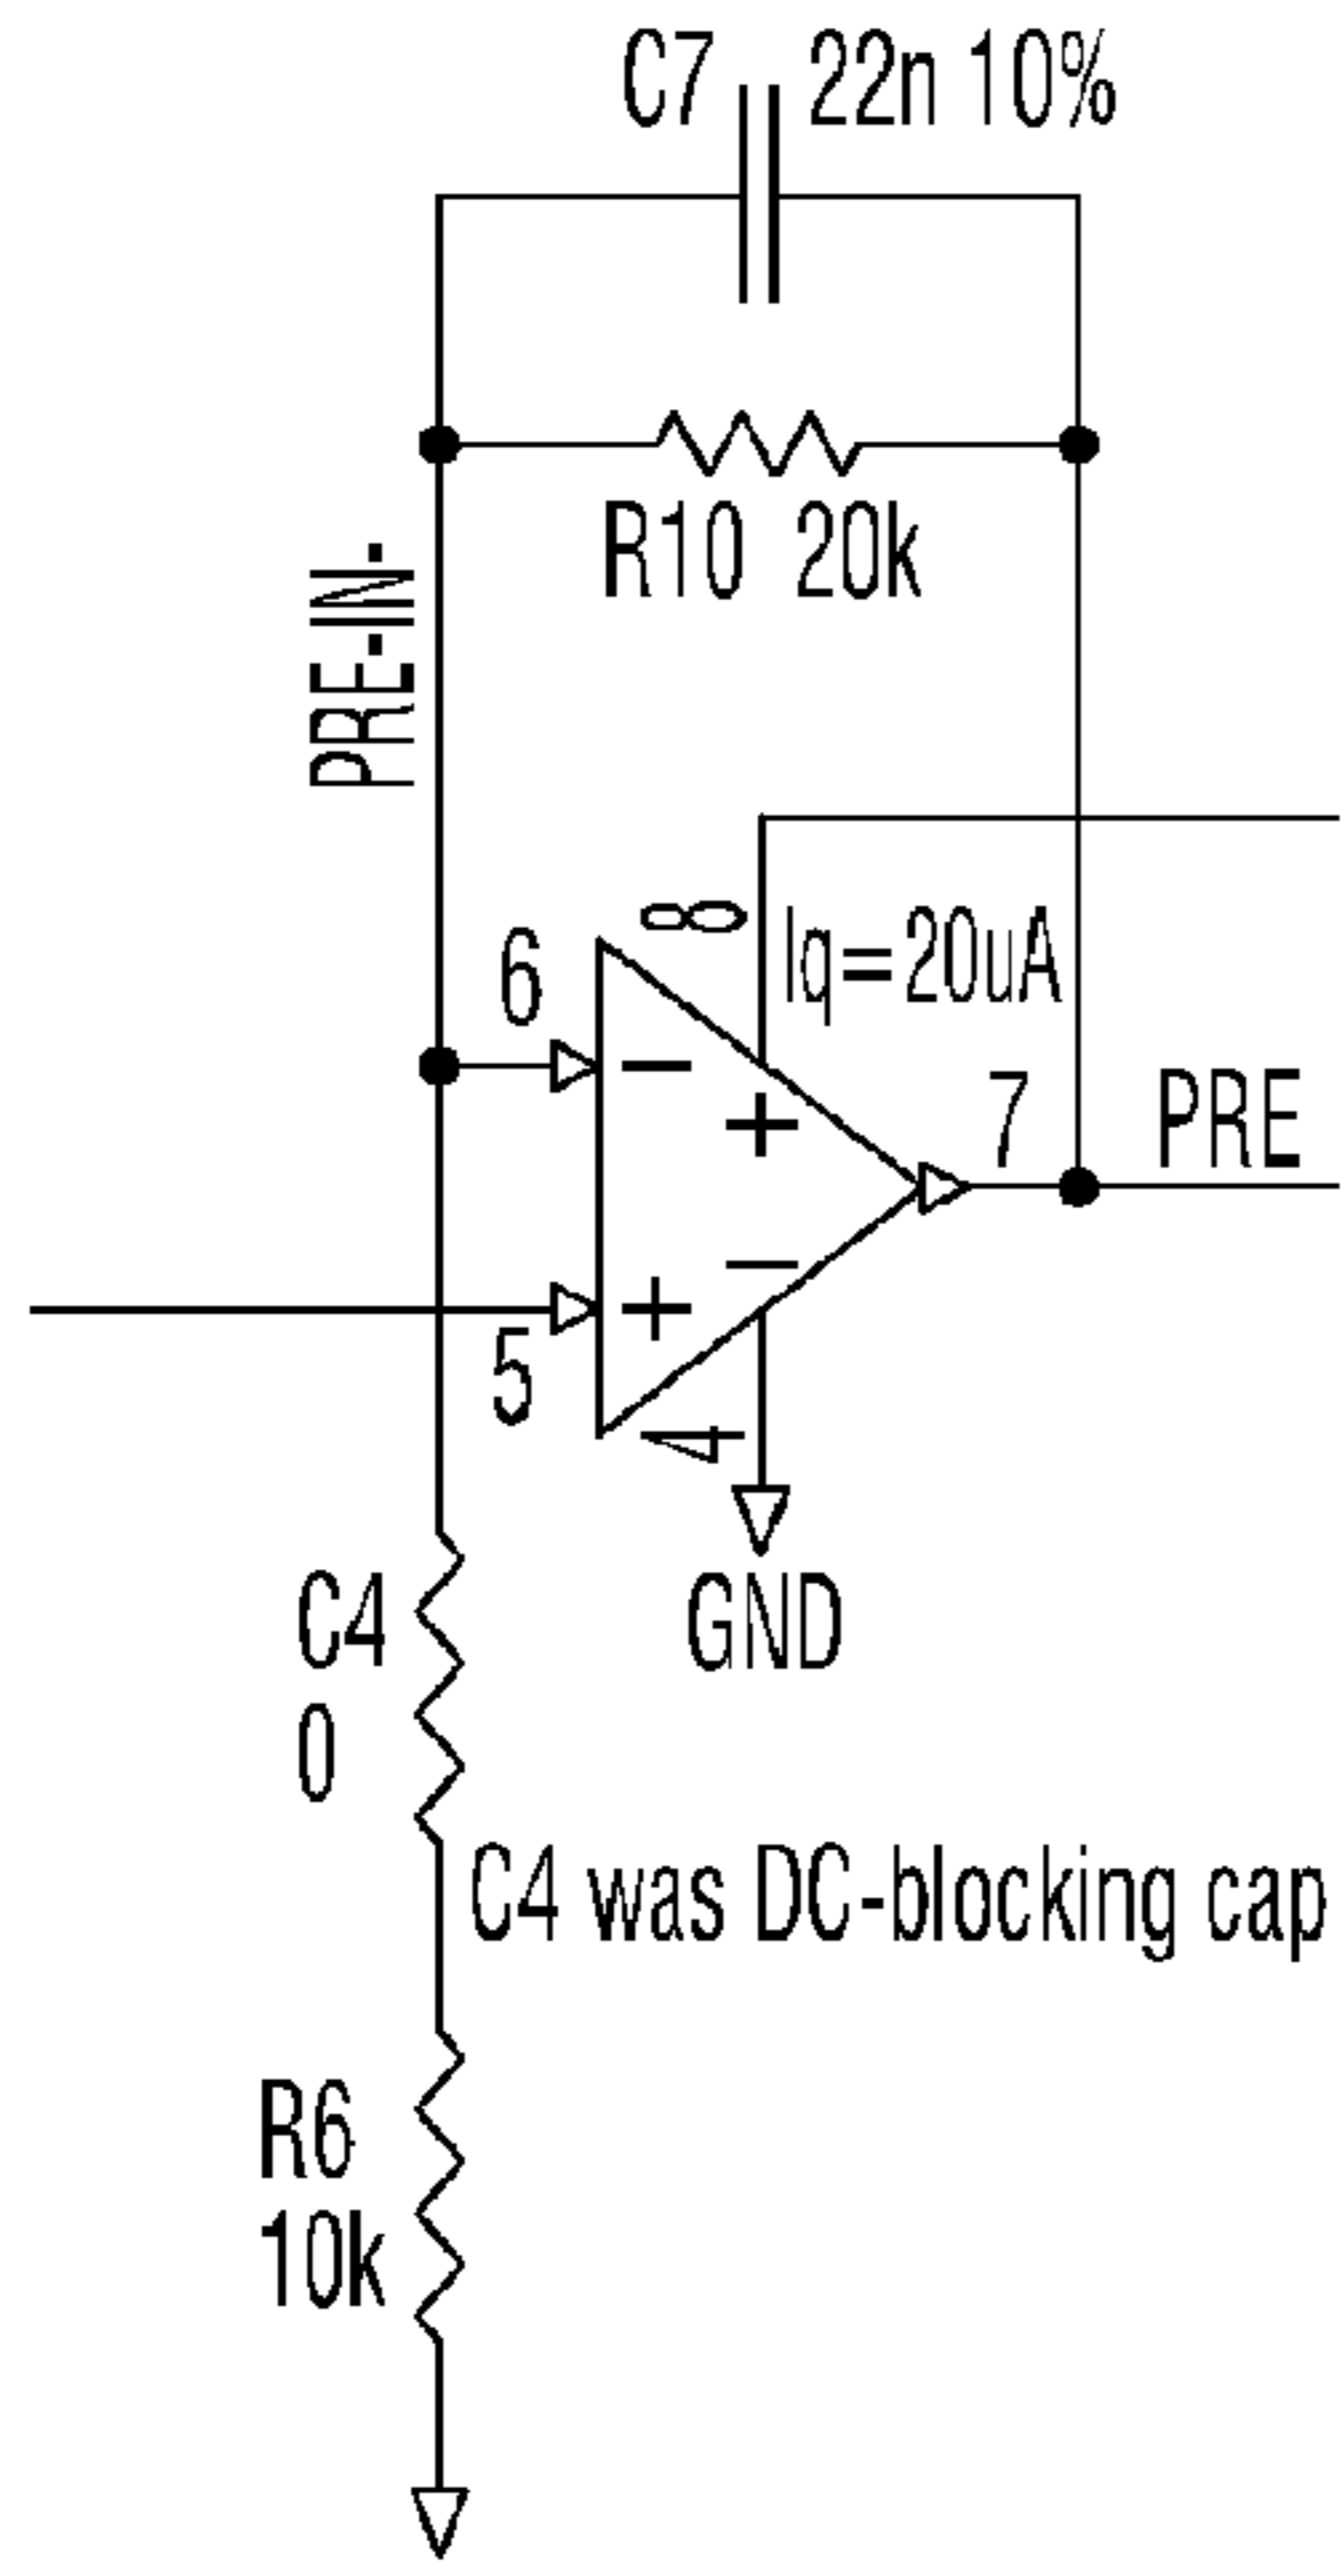 C7 22n 10%
R10 20k
PRE-IN-
8
Iq=20uA
6
7
PRE
5
4
GND
C4
0
C4 was DC-blocking cap
R6
10k